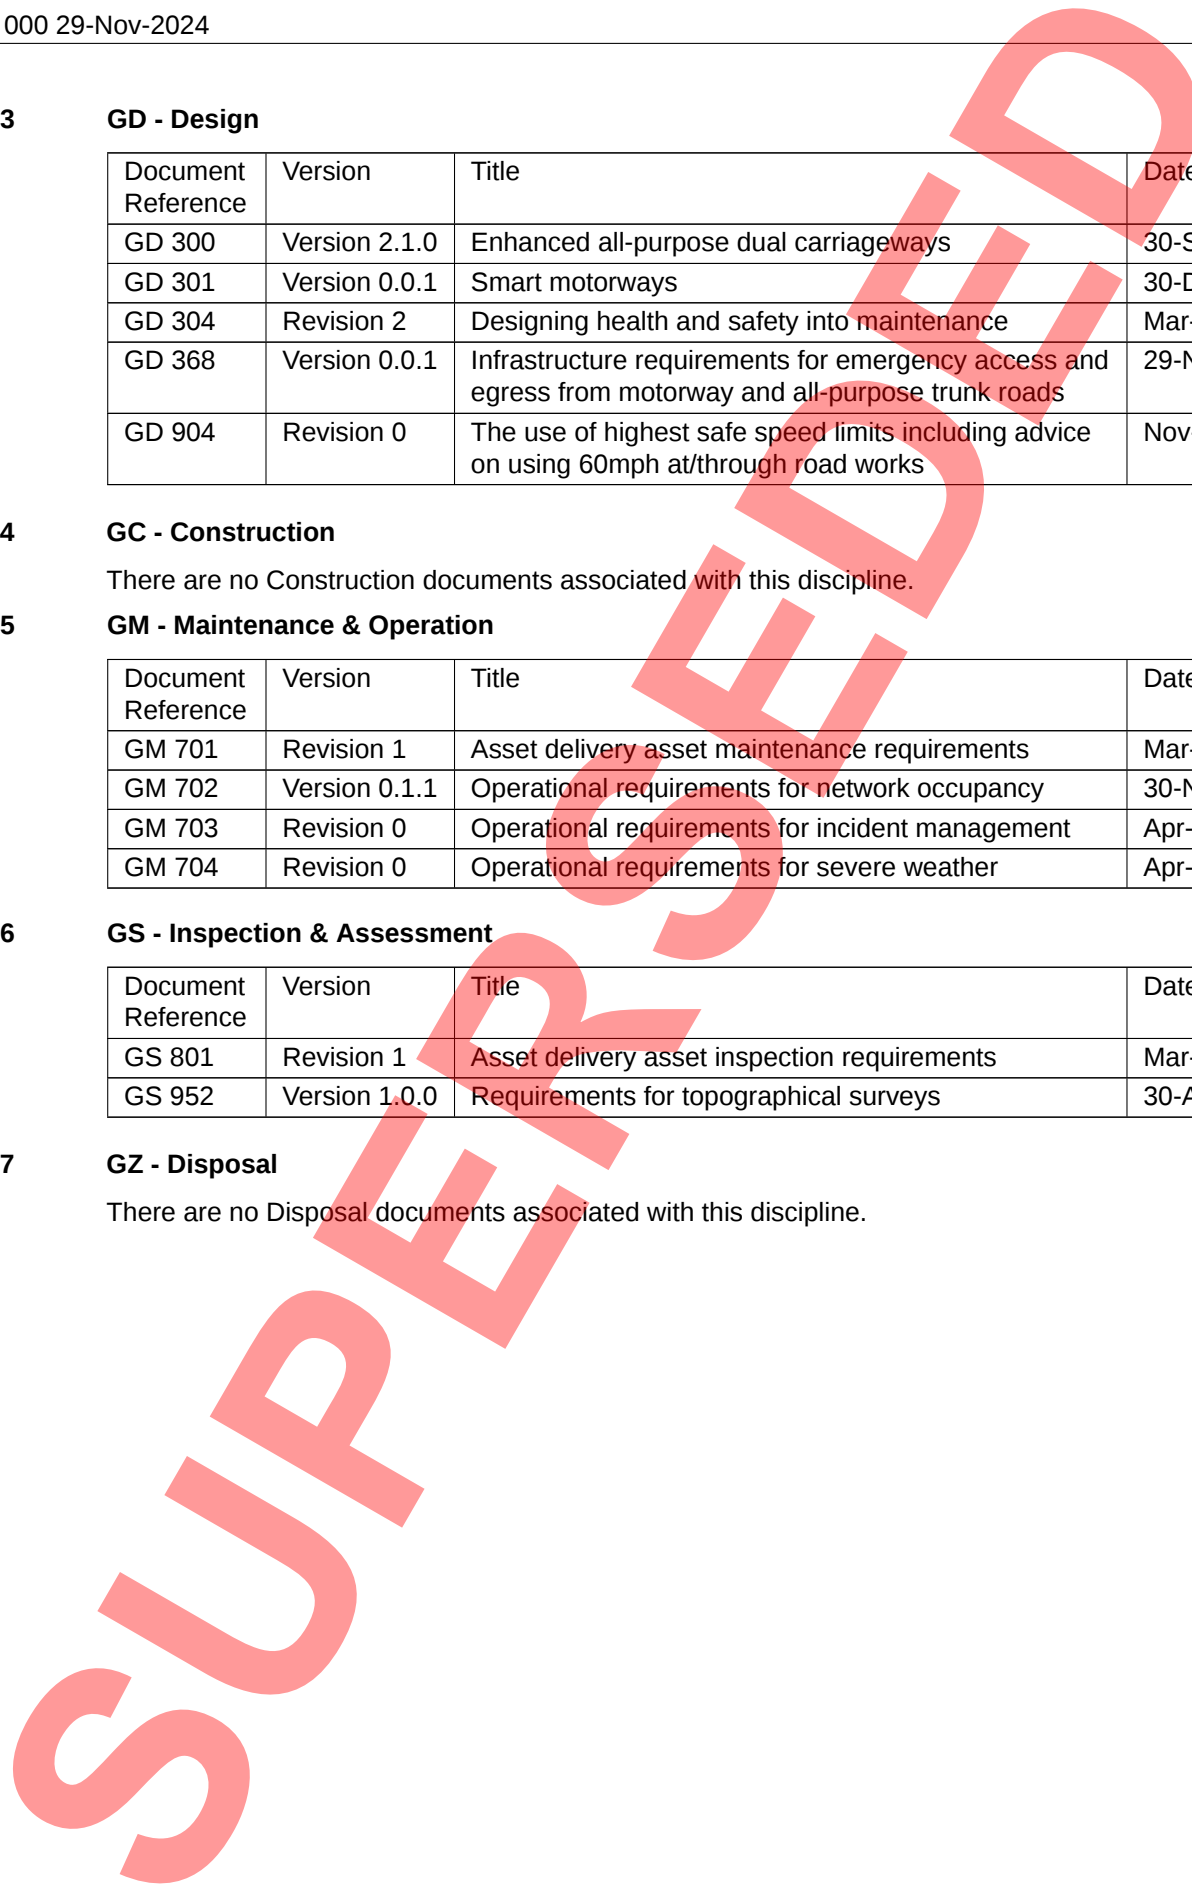 000 29-Nov-2024
3 GD - Design
Document Reference Version Title Date
GD 300 Version 2.1.0 Enhanced all-purpose dual carriageways 30-S
GD 301 Version 0.0.1 Smart motorways 30-D
GD 304 Revision 2 Designing health and safety into maintenance Mar-
GD 368 Version 0.0.1 Infrastructure requirements for emergency access and
egress from motorway and all-purpose trunk roads 29-N
GD 904 Revision 0 The use of highest safe speed limits including advice
on using 60mph at/through road works Nov-
4 GC - Construction
There are no Construction documents associated with this discipline.
5 GM - Maintenance & Operation
Document Reference Version Title Date
GM 701 Revision 1 Asset delivery asset maintenance requirements Mar-
GM 702 Version 0.1.1 Operational requirements for network occupancy 30-N
GM 703 Revision 0 Operational requirements for incident management Apr-
GM 704 Revision 0 Operational requirements for severe weather Apr-
6 GS - Inspection & Assessment
Document Reference Version Title Date
GS 801 Revision 1 Asset delivery asset inspection requirements Mar-
GS 952 Version 1.0.0 Requirements for topographical surveys 30-A
7 GZ - Disposal
There are no Disposal documents associated with this discipline.
SUPERSEDED